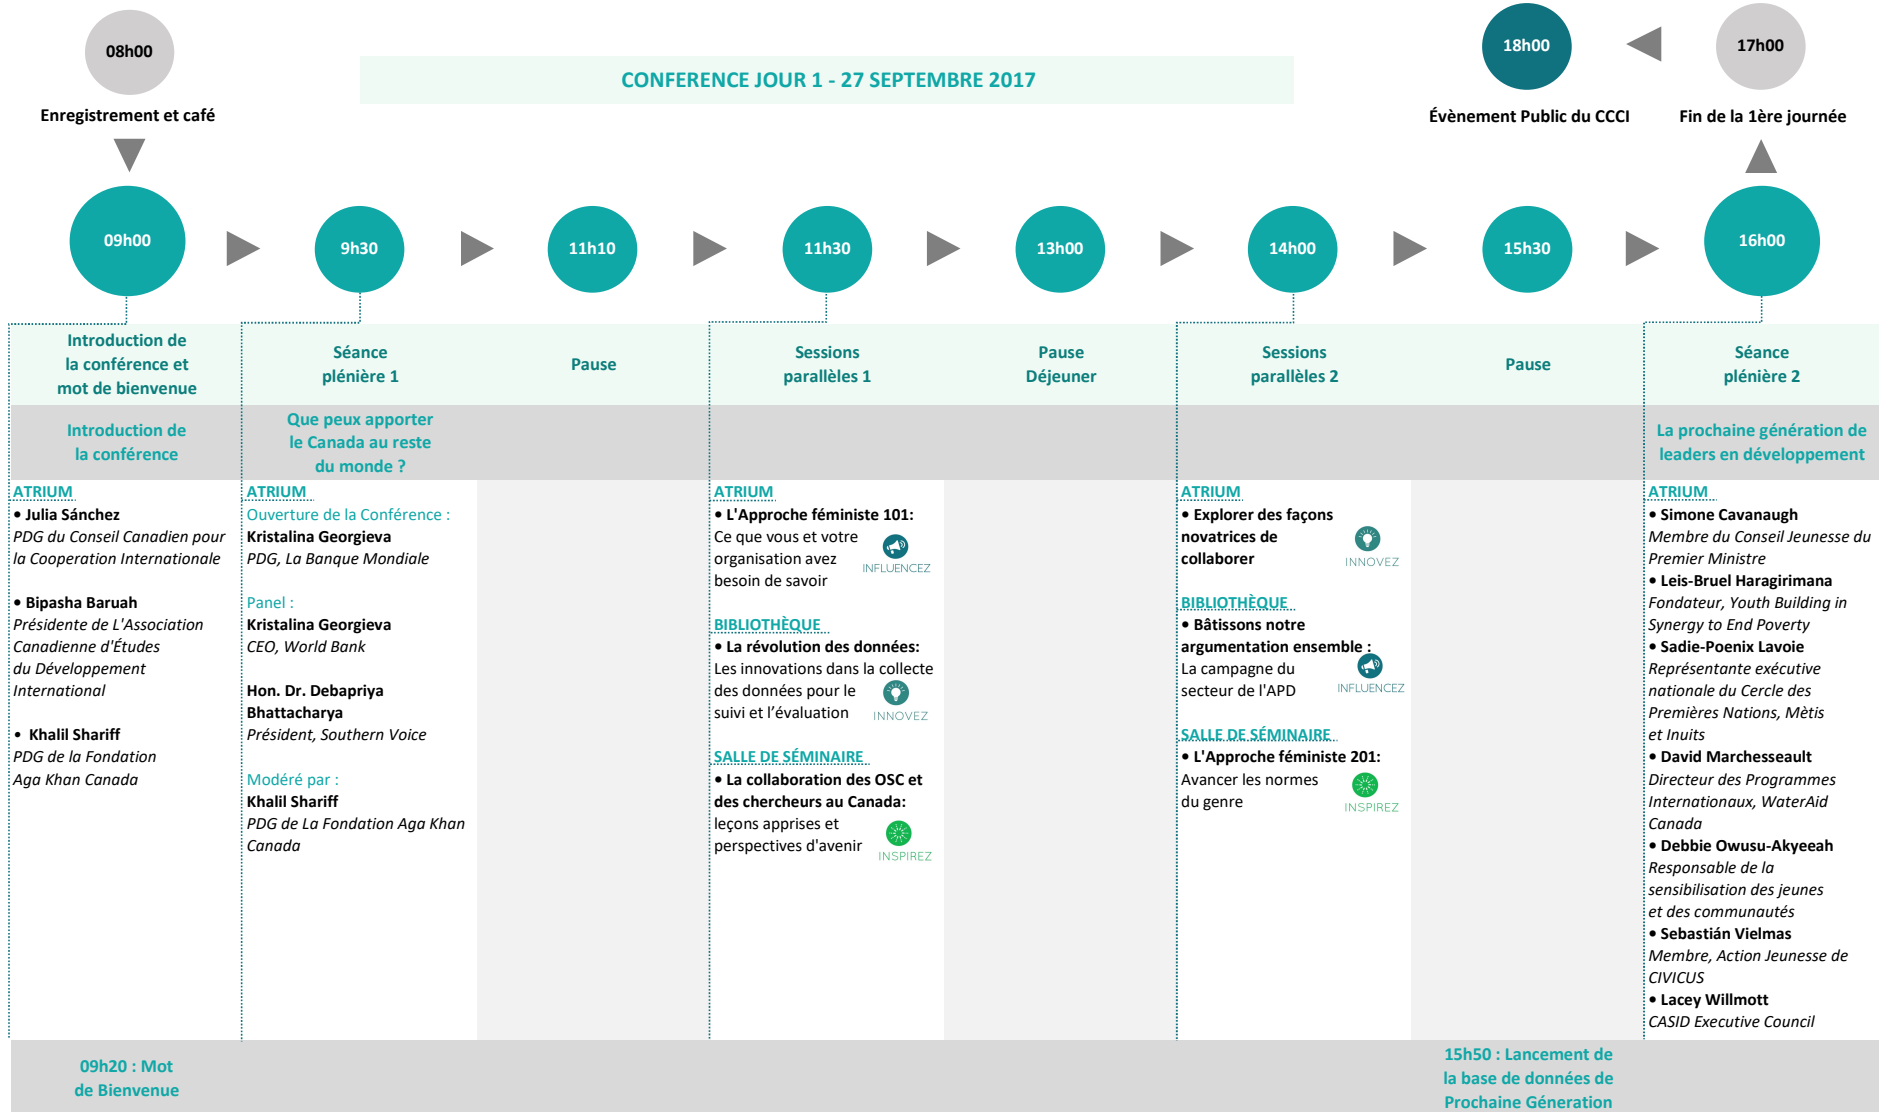 08h00
Enregistrement et café
CONFERENCE JOUR 1 - 27 SEPTEMBRE 2017
18h00
17h00
Évènement Public du CCCI
Fin de la 1ère journée
09h00
9h30
11h10
11h30
13h00
14h00
15h30
16h00
Introduction de
la conférence et
mot de bienvenue
Séance
plénière 1
Pause
Sessions
parallèles 1
Pause
Déjeuner
Sessions
parallèles 2
Pause
Séance
plénière 2
Introduction de
la conférence
Que peux apporter
le Canada au reste
du monde ?
La prochaine génération de
leaders en développement
ATRIUM
• Julia Sánchez
PDG du Conseil Canadien pour
la Cooperation Internationale
• Bipasha Baruah
Présidente de L'Association
Canadienne d'Études
du Développement
International
• Khalil Shariff
PDG de la Fondation
Aga Khan Canada
ATRIUM
Ouverture de la Conférence :
Kristalina Georgieva
PDG, La Banque Mondiale
Panel :
Kristalina Georgieva
CEO, World Bank
Hon. Dr. Debapriya
Bhattacharya
Président, Southern Voice
Modéré par :
Khalil Shariff
PDG de La Fondation Aga Khan
Canada
ATRIUM
• L'Approche féministe 101:
Ce que vous et votre
organisation avez
besoin de savoir
INFLUENCEZ
BIBLIOTHÈQUE
• La révolution des données:
Les innovations dans la collecte
des données pour le
suivi et l’évaluation
INNOVEZ
SALLE DE SÉMINAIRE
• La collaboration des OSC et
des chercheurs au Canada:
leçons apprises et
perspectives d'avenir
INSPIREZ
ATRIUM
• Explorer des façons
novatrices de
collaborer
INNOVEZ
BIBLIOTHÈQUE
• Bâtissons notre
argumentation ensemble :
La campagne du
secteur de l'APD
INFLUENCEZ
SALLE DE SÉMINAIRE
• L'Approche féministe 201:
Avancer les normes
du genre
INSPIREZ
ATRIUM
• Simone Cavanaugh
Membre du Conseil Jeunesse du
Premier Ministre
• Leis-Bruel Haragirimana
Fondateur, Youth Building in
Synergy to End Poverty
• Sadie-Poenix Lavoie
Représentante exécutive
nationale du Cercle des
Premières Nations, Mètis
et Inuits
• David Marchesseault
Directeur des Programmes
Internationaux, WaterAid
Canada
• Debbie Owusu-Akyeeah
Responsable de la
sensibilisation des jeunes
et des communautés
• Sebastián Vielmas
Membre, Action Jeunesse de
CIVICUS
• Lacey Willmott
CASID Executive Council
09h20 : Mot
de Bienvenue
15h50 : Lancement de
la base de données de
Prochaine Géneration